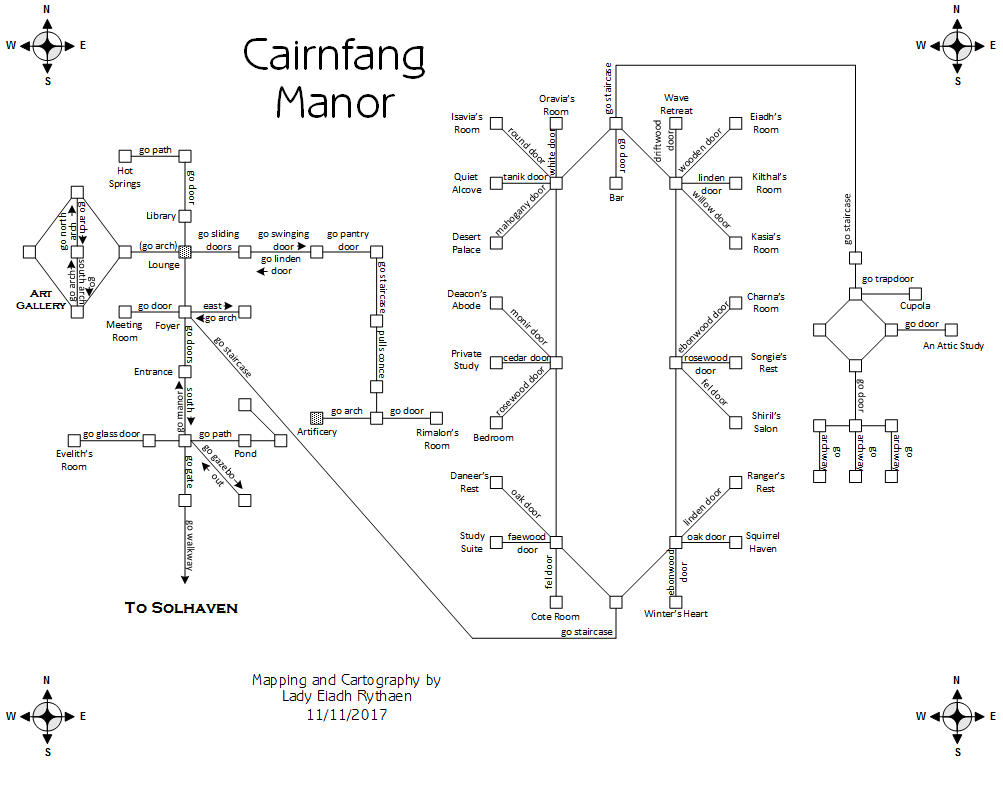 N
W E
S
N
W E
S
Cairnfang
Manor
go path
Hot
Springs
go door
Library
(go arch)
Lounge
go sliding
doors
go swinging
door
go linden
door
go pantry
door
go north
arch
go arch
go arch
go
south arch
Art
Gallery
go door
Meeting
Room
Foyer
east
go arch
go staircase
pull sconce
go doors
go staircase
Entrance
go manor
south
go arch
Artificery
go door
Rimalon's
Room
go glass door
Evelith's
Room
go path
Pond
go gazebo
out
go gate
go walkway
To Solhaven
go staircase
Isavia's
Room
round door
Oravia's
Room
white door
Quiet
Alcove
tanik door
Desert
Palace
mahogany door
go door
Bar
Wave
Retreat
driftwood
door
Eiadh's
Room
wooden door
linden
door
Kilthal's
Room
willow door
Kasia's
Room
Deacon's
Abode
monir door
Private
Study
cedar door
rosewood door
Bedroom
Charna's
Room
ebonwood door
rosewood
door
Songie's
Rest
fel door
Shiril's
Salon
Daneer's
Rest
oak door
Study
Suite
faewood
door
fel door
Cote Room
Ranger's
Rest
linden door
oak door
Squirrel
Haven
ebonwood
door
Winter's Heart
go staircase
go staircase
go trapdoor
Cupola
go door
An Attic Study
go door
go
archway
go
archway
go
archway
Mapping and Cartography by
Lady Eiadh Rythaen
11/11/2017
N
W E
S
N
W E
S